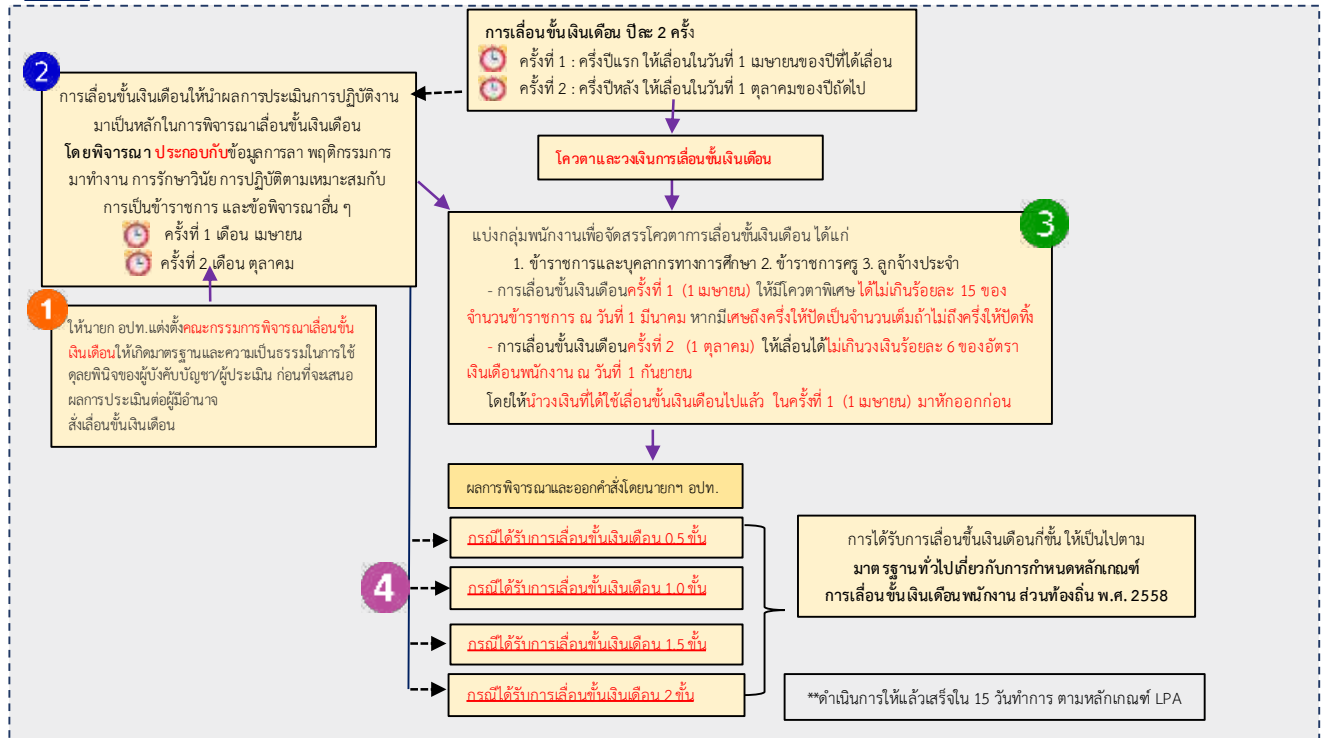 การเลื่อนขั้นเงินเดือน ปีละ 2 ครั้ง
ครั้งที่ 1 : ครึ่งปีแรก ให้เลื่อนในวันที่ 1 เมษายนของปีที่ได้เลื่อน
ครั้งที่ 2 : ครึ่งปีหลัง ให้เลื่อนในวันที่ 1 ตุลาคมของปีถัดไป
2
การเลื่อนขั้นเงินเดือนให้นำผลการประเมินการปฏิบัติงาน
มาเป็นหลักในการพิจารณาเลื่อนขั้นเงินเดือน
โดยพิจารณา ประกอบกับข้อมูลการลา พฤติกรรมการ
มาทำงาน การรักษาวินัย การปฏิบัติตามเหมาะสมกับ
การเป็นข้าราชการ และข้อพิจารณาอื่น ๆ
ครั้งที่ 1 เดือน เมษายน
ครั้งที่ 2 เดือน ตุลาคม
โควตาและวงเงินการเลื่อนขั้นเงินเดือน
3
แบ่งกลุ่มพนักงานเพื่อจัดสรรโควตาการเลื่อนขั้นเงินเดือน ได้แก่
1. ข้าราชการและบุคลากรทางการศึกษา 2. ข้าราชการครู 3. ลูกจ้างประจำ
- การเลื่อนขั้นเงินเดือนครั้งที่ 1 (1 เมษายน) ให้มีโควตาพิเศษ ได้ไม่เกินร้อยละ 15 ของ
จำนวนข้าราชการ ณ วันที่ 1 มีนาคม หากมีเศษถึงครึ่งให้ปัดเป็นจำนวนเต็มถ้าไม่ถึงครึ่งให้ปัดทิ้ง
- การเลื่อนขั้นเงินเดือนครั้งที่ 2 (1 ตุลาคม) ให้เลื่อนได้ไม่เกินวงเงินร้อยละ 6 ของอัตรา
เงินเดือนพนักงาน ณ วันที่ 1 กันยายน
โดยให้นำวงเงินที่ได้ใช้เลื่อนขั้นเงินเดือนไปแล้ว ในครั้งที่ 1 (1 เมษายน) มาหักออกก่อน
1
ให้นายก อปท.แต่งตั้งคณะกรรมการพิจารณาเลื่อนขั้น
เงินเดือนให้เกิดมาตรฐานและความเป็นธรรมในการใช้
ดุลยพินิจของผู้บังคับบัญชา/ผู้ประเมิน ก่อนที่จะเสนอ
ผลการประเมินต่อผู้มีอำนาจ
สั่งเลื่อนขั้นเงินเดือน
ผลการพิจารณาและออกคำสั่งโดยนายกฯ อปท.
4
กรณีได้รับการเลื่อนขั้นเงินเดือน 0.5 ขั้น
กรณีได้รับการเลื่อนขั้นเงินเดือน 1.0 ขั้น
กรณีได้รับการเลื่อนขั้นเงินเดือน 1.5 ขั้น
กรณีได้รับการเลื่อนขั้นเงินเดือน 2 ขั้น
การได้รับการเลื่อนขึ้นเงินเดือนกี่ขั้น ให้เป็นไปตาม
มาตรฐานทั่วไปเกี่ยวกับการกำหนดหลักเกณฑ์
การเลื่อนขั้นเงินเดือนพนักงาน ส่วนท้องถิ่น พ.ศ. 2558
**ดำเนินการให้แล้วเสร็จใน 15 วันทำการ ตามหลักเกณฑ์ LPA